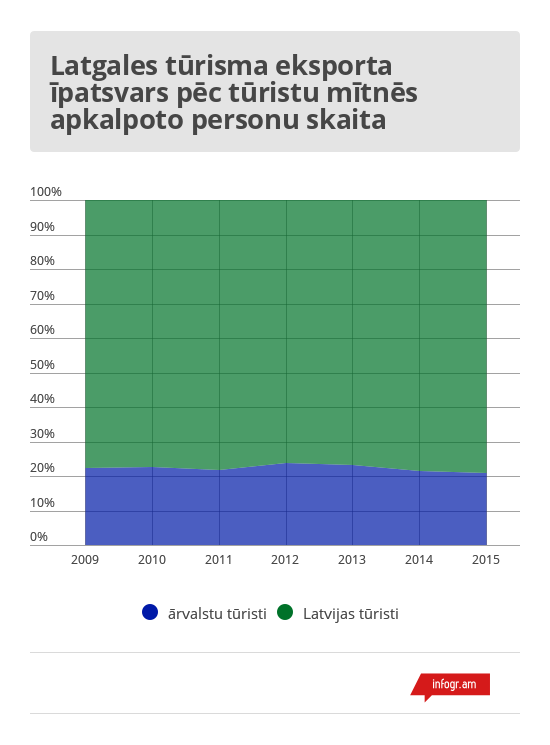 Latgales tūrisma eksporta
īpatsvars pēc tūristu mītnēs
apkalpoto personu skaita
100%
90%
80%
70%
60%
50%
40%
30%
20%
10%
0%
2009 2010 2011 2012 2013 2014 2015
ārvalstu tūristi Latvijas tūristi
infogr.am